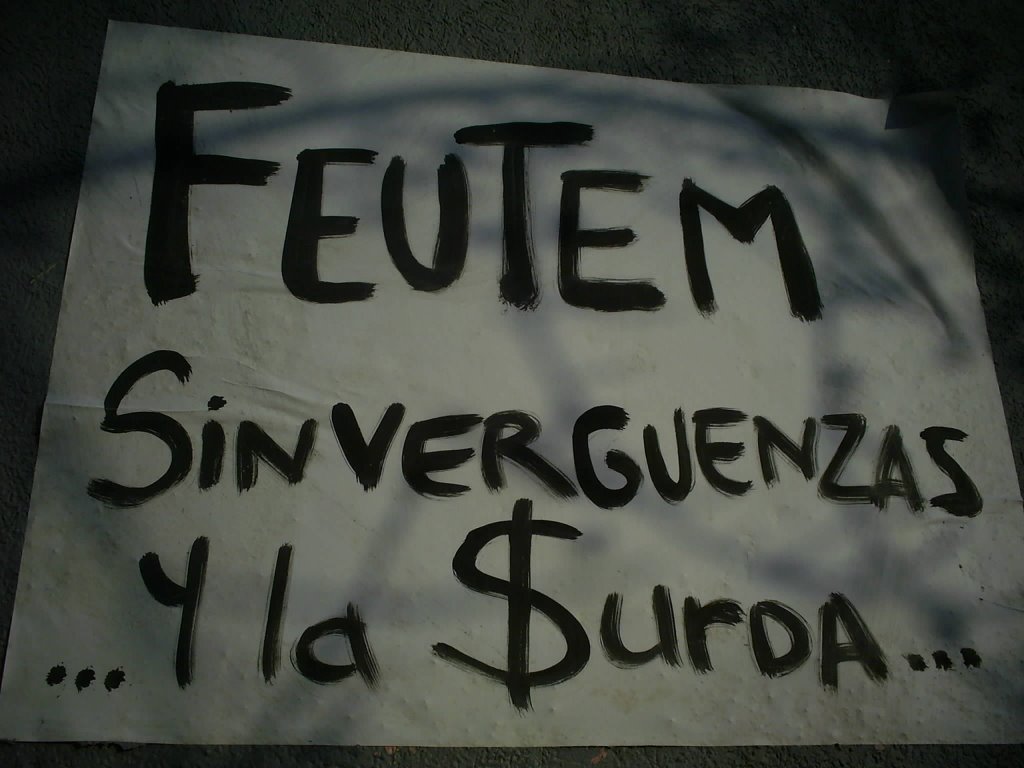 FEUTEM
SinVERGUENZAS
...Y la $urDA...